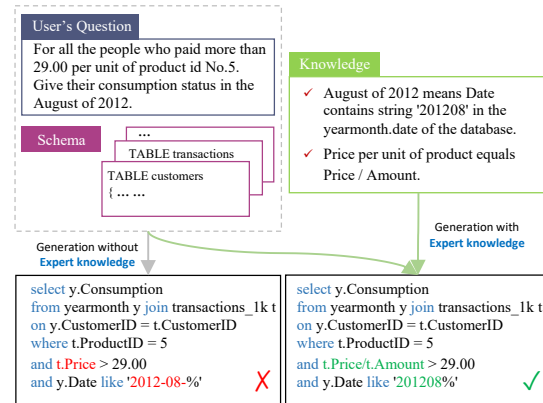 User's Question
For all the people who paid more than
29.00 per unit of product id No.5.
Give their consumption status in the
August of 2012.
Schema
...
TABLE transactions
TABLE customers
{ ... ...
Knowledge
✓ August of 2012 means Date
contains string '201208' in the
yearmonth.date of the database.
✓ Price per unit of product equals
Price / Amount.
Generation without
Expert knowledge
Generation with
Expert knowledge
select y.Consumption
from yearmonth y join transactions_1k t
on y.CustomerID = t.CustomerID
where t.ProductID = 5
and t.Price > 29.00
and y.Date like '2012-08-%'
✗
select y.Consumption
from yearmonth y join transactions_1k t
on y.CustomerID = t.CustomerID
where t.ProductID = 5
and t.Price/t.Amount > 29.00
and y.Date like '201208%'
✓